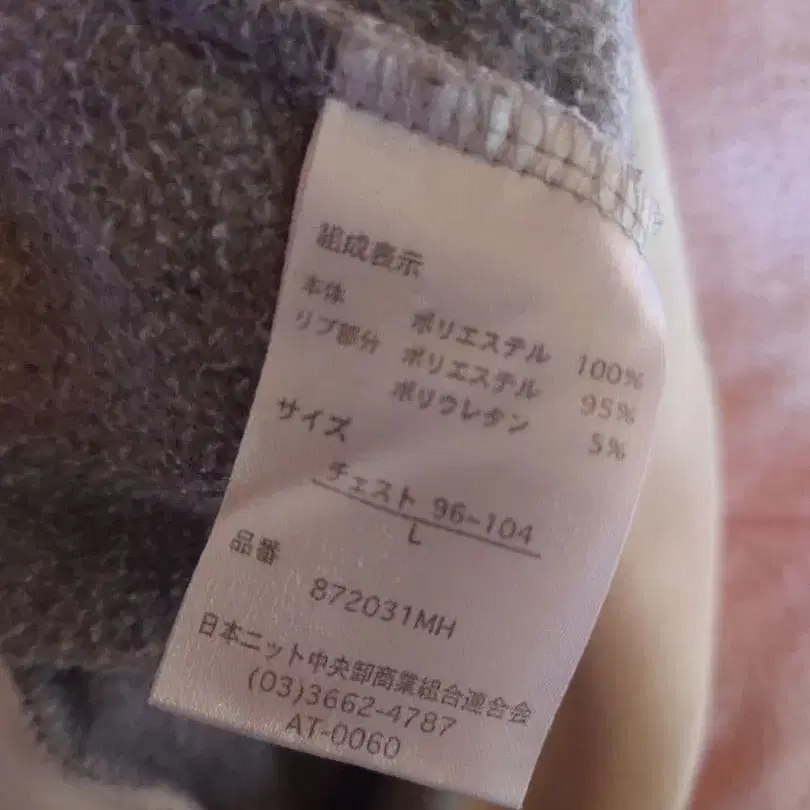 組成表示
本体 ポリエステル 100%
リブ部分 ポリエステル 95%
ポリウレタン 5%
サイズ
チェスト 96~104
L
品番
872031MH
日本ニット中央卸商業組合連合会
(03)3662-4787
AT-0060